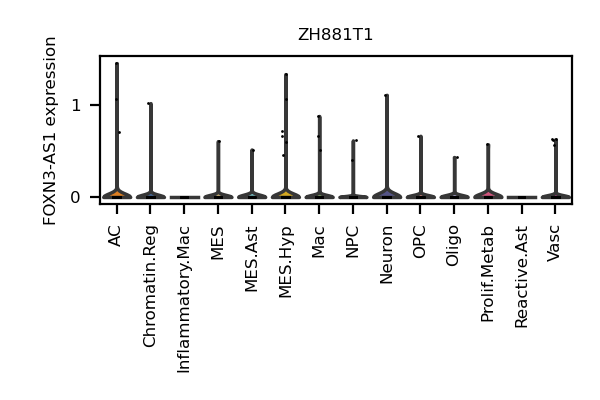 ZH881T1
FOXN3-AS1 expression
1
0
AC
Chromatin.Reg
Inflammatory.Mac
MES
MES.Ast
MES.Hyp
Mac
NPC
Neuron
OPC
Oligo
Prolif.Metab
Reactive.Ast
Vasc